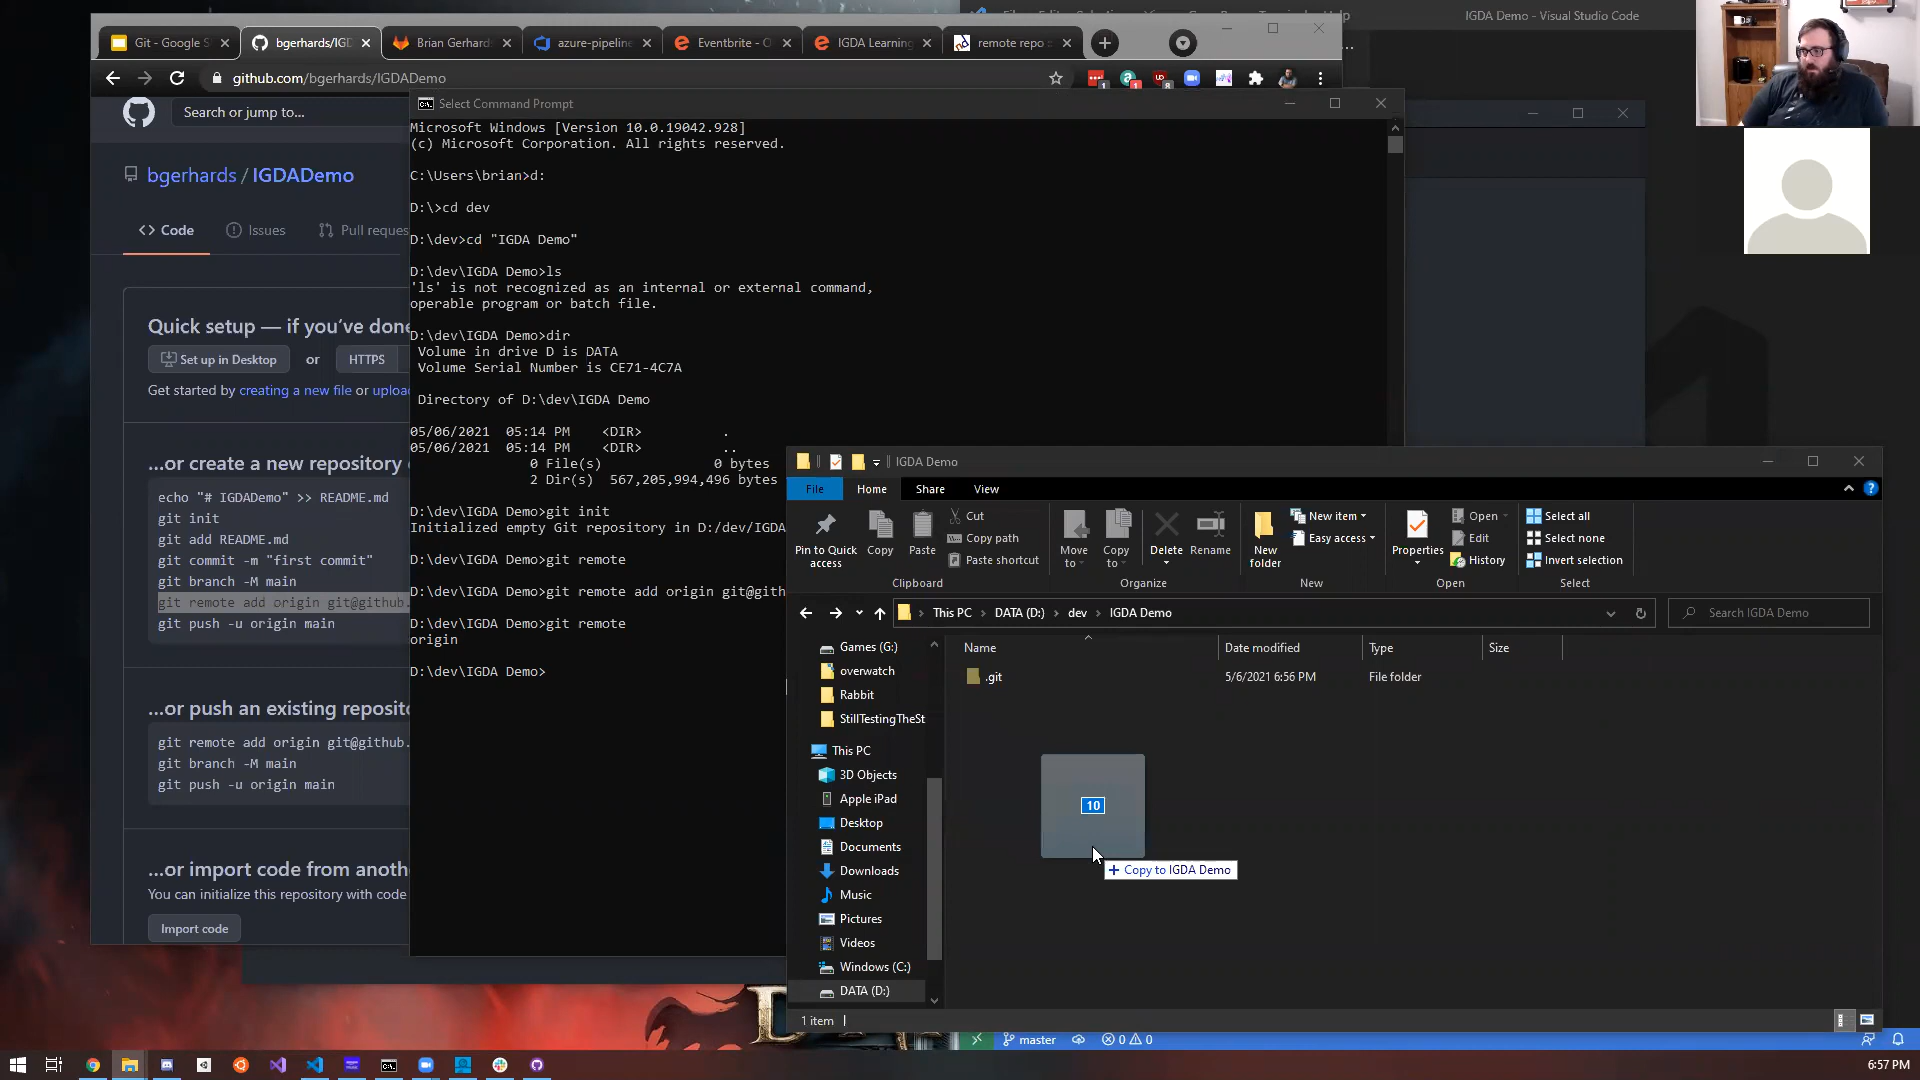 Git - Google S
bgerhards/IGD
Brian Gerhard
azure-pipeline
Eventbrite - O
IGDA Learning
remote repo
github.com/bgerhards/IGDADemo
Search or jump to...
bgerhards / IGDADemo
Code
Issues
Pull reques
Quick setup — if you've done
Set up in Desktop
or
HTTPS
Get started by creating a new file or uploa
...or create a new repository
echo "# IGDADemo" >> README.md
git init
git add README.md
git commit -m "first commit"
git branch -M main
git remote add origin git@github.
git push -u origin main
...or push an existing reposito
git remote add origin git@github.
git branch -M main
git push -u origin main
...or import code from anothe
You can initialize this repository with code
Import code
Select Command Prompt
Microsoft Windows [Version 10.0.19042.928]
(c) Microsoft Corporation. All rights reserved.
C:\Users\brian>d:
D:\>cd dev
D:\dev>cd "IGDA Demo"
D:\dev\IGDA Demo>ls
'ls' is not recognized as an internal or external command,
operable program or batch file.
D:\dev\IGDA Demo>dir
Volume in drive D is DATA
Volume Serial Number is CE71-4C7A
Directory of D:\dev\IGDA Demo
05/06/2021 05:14 PM <DIR> .
05/06/2021 05:14 PM <DIR> ..
0 File(s) 0 bytes
2 Dir(s) 567,205,994,496 bytes
D:\dev\IGDA Demo>git init
Initialized empty Git repository in D:/dev/IGDA
D:\dev\IGDA Demo>git remote
D:\dev\IGDA Demo>git remote add origin git@gith
D:\dev\IGDA Demo>git remote
origin
D:\dev\IGDA Demo>
IGDA Demo - Visual Studio Code
IGDA Demo
File
Home
Share
View
Pin to Quick
access
Copy
Paste
Cut
Copy path
Paste shortcut
Clipboard
Move
to
Copy
to
Delete
Rename
Organize
New
folder
New item
Easy access
New
Properties
Open
Edit
History
Open
Select all
Select none
Invert selection
Select
This PC
DATA (D:)
dev
IGDA Demo
Search IGDA Demo
Games (G:)
overwatch
Rabbit
StillTestingTheSt
This PC
3D Objects
Apple iPad
Desktop
Documents
Downloads
Music
Pictures
Videos
Windows (C:)
DATA (D:)
Name
Date modified
Type
Size
.git
5/6/2021 6:56 PM
File folder
10
+ Copy to IGDA Demo
1 item
master
0
0
6:57 PM